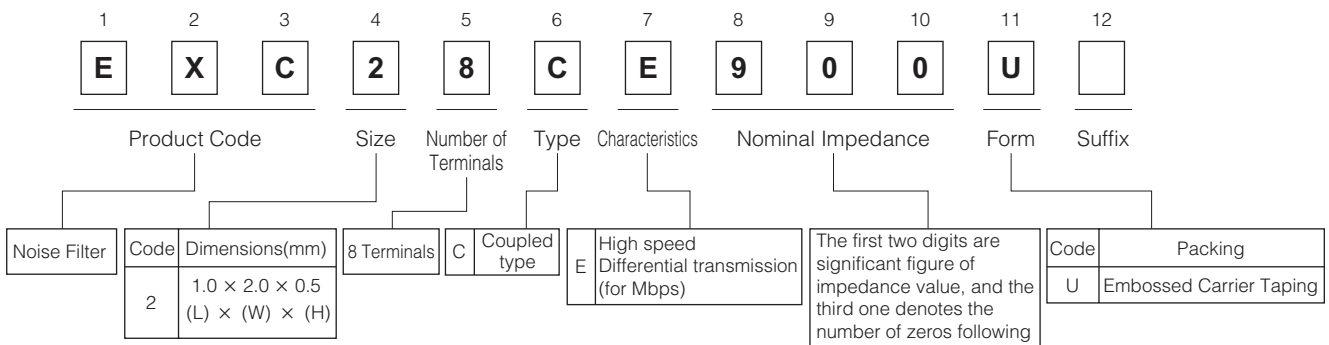 1 2 3 4 5 6 7 8 9 10 11 12
E X C 2 8 C E 9 0 0 U
Product Code Size Number of Terminals Type Characteristics Nominal Impedance Form Suffix
Noise Filter
Code Dimensions(mm)
2 1.0 × 2.0 × 0.5
(L) × (W) × (H)
8 Terminals
C Coupled
type
E High speed
Differential transmission
(for Mbps)
The first two digits are
significant figure of
impedance value, and the
third one denotes the
number of zeros following
Code Packing
U Embossed Carrier Taping